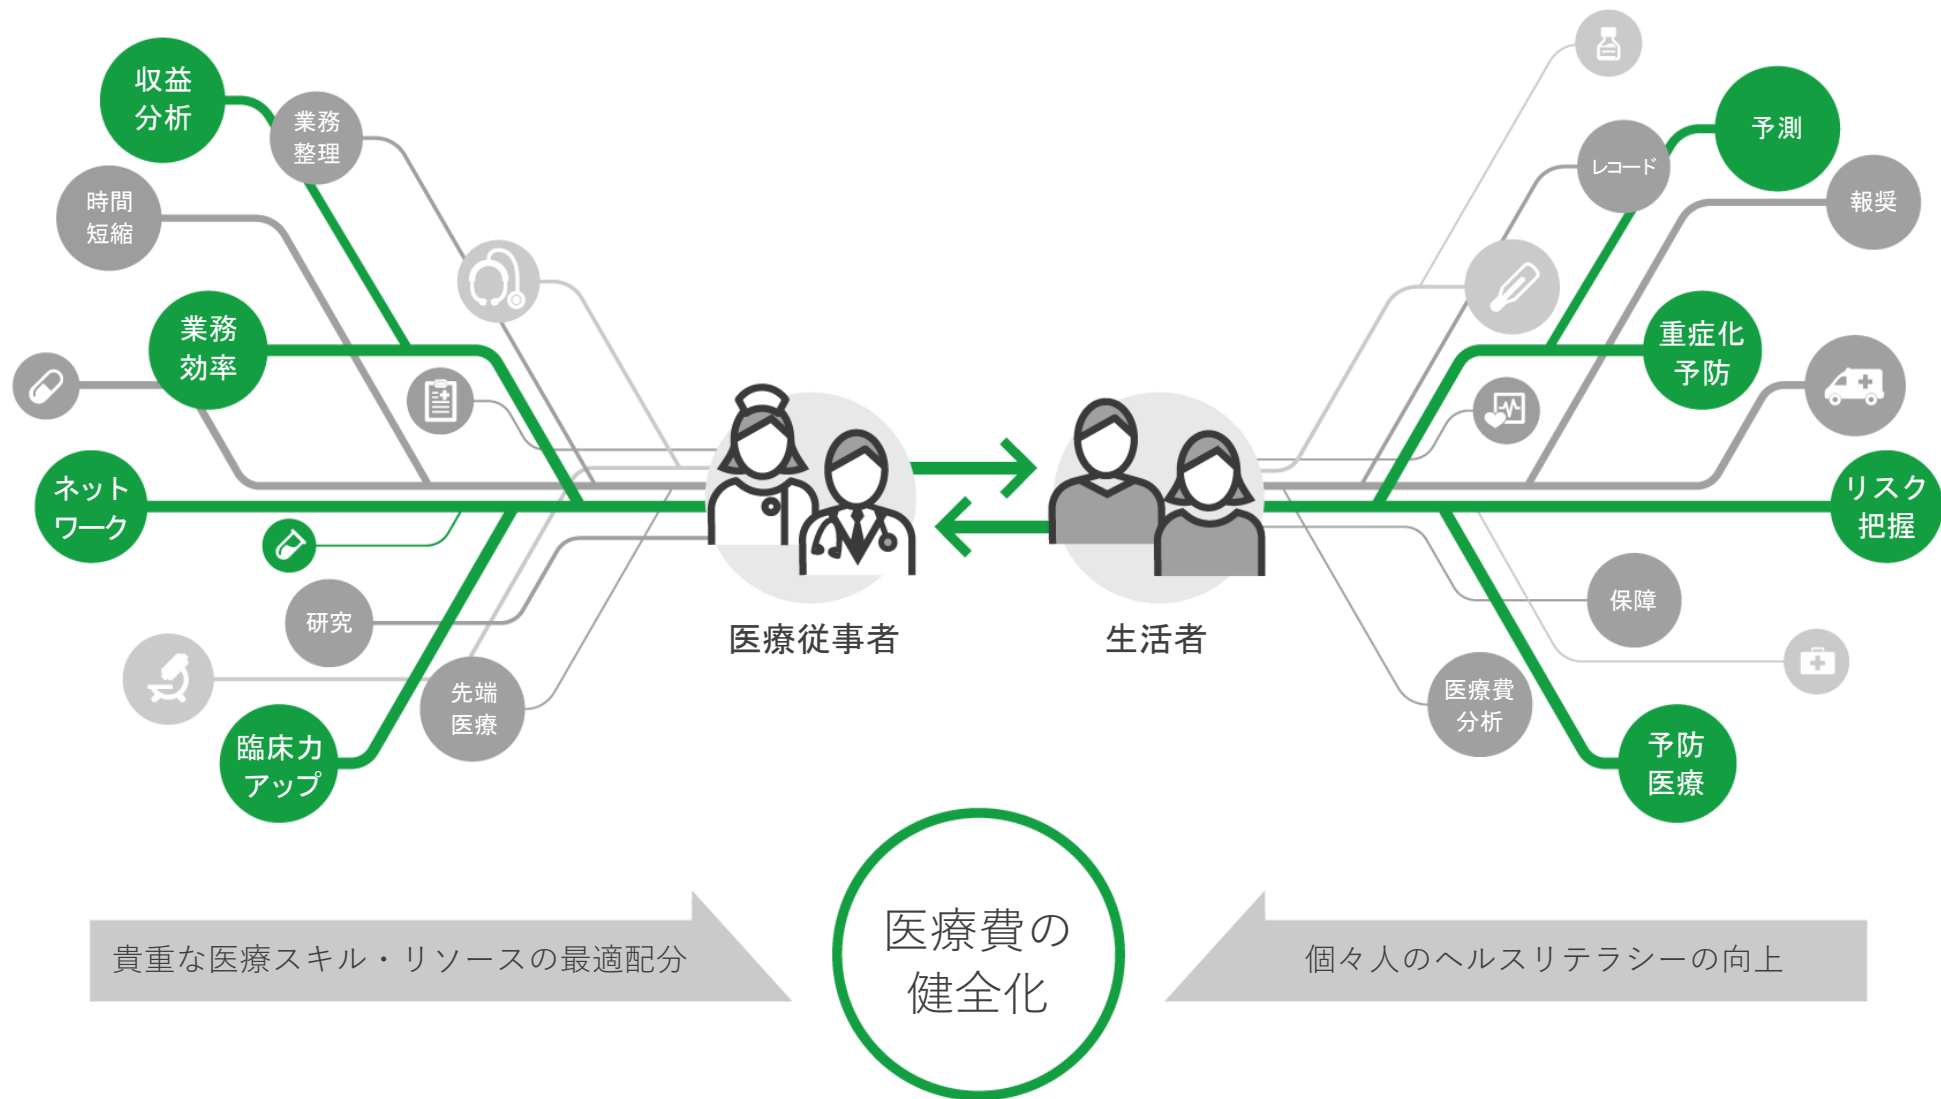 収益
分析
業務
整理
時間
短縮
業務
効率
ネット
ワーク
研究
先端
医療
臨床力
アップ
医療従事者
生活者
予測
レコード
報奨
重症化
予防
リスク
把握
保障
医療費
分析
予防
医療
貴重な医療スキル・リソースの最適配分
医療費の
健全化
個々人のヘルスリテラシーの向上